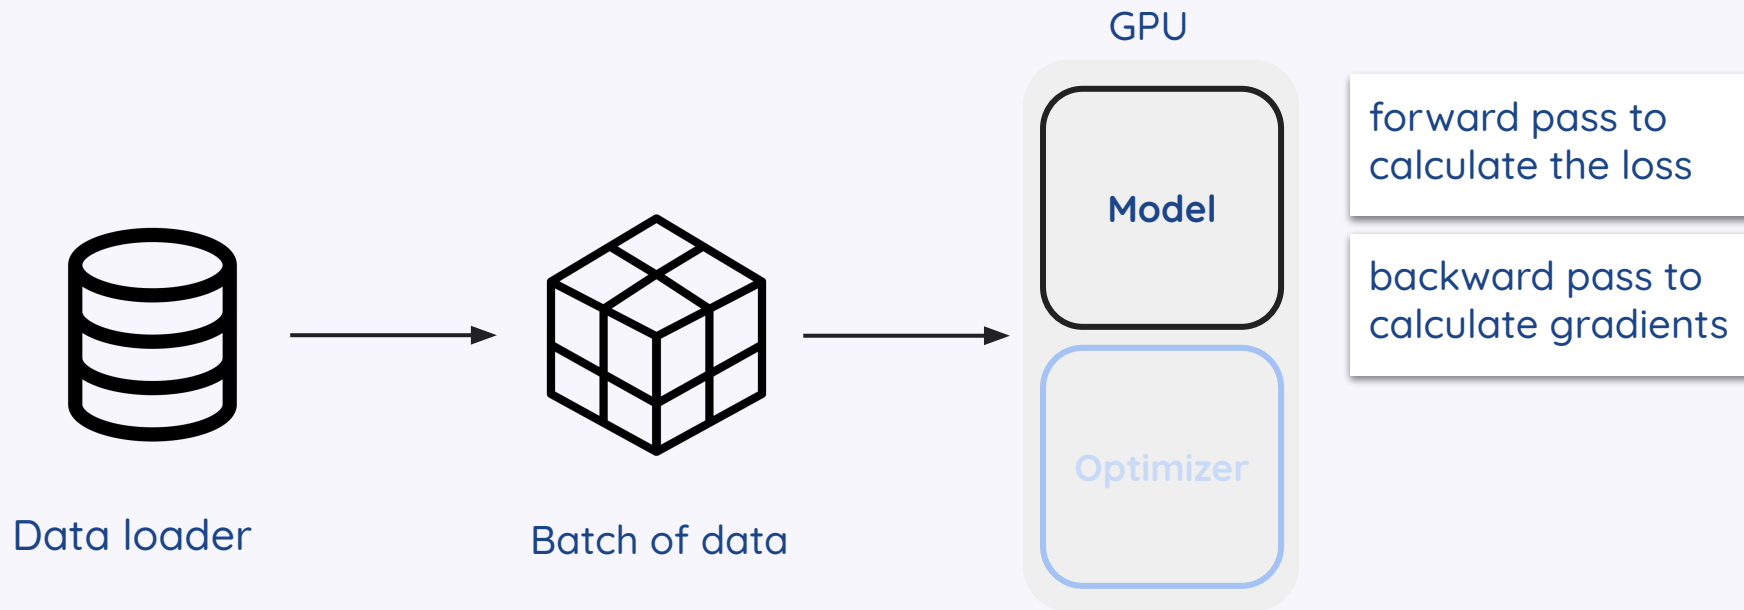 GPU
forward pass to
calculate the loss
Model
backward pass to
calculate gradients
Optimizer
Data loader
Batch of data